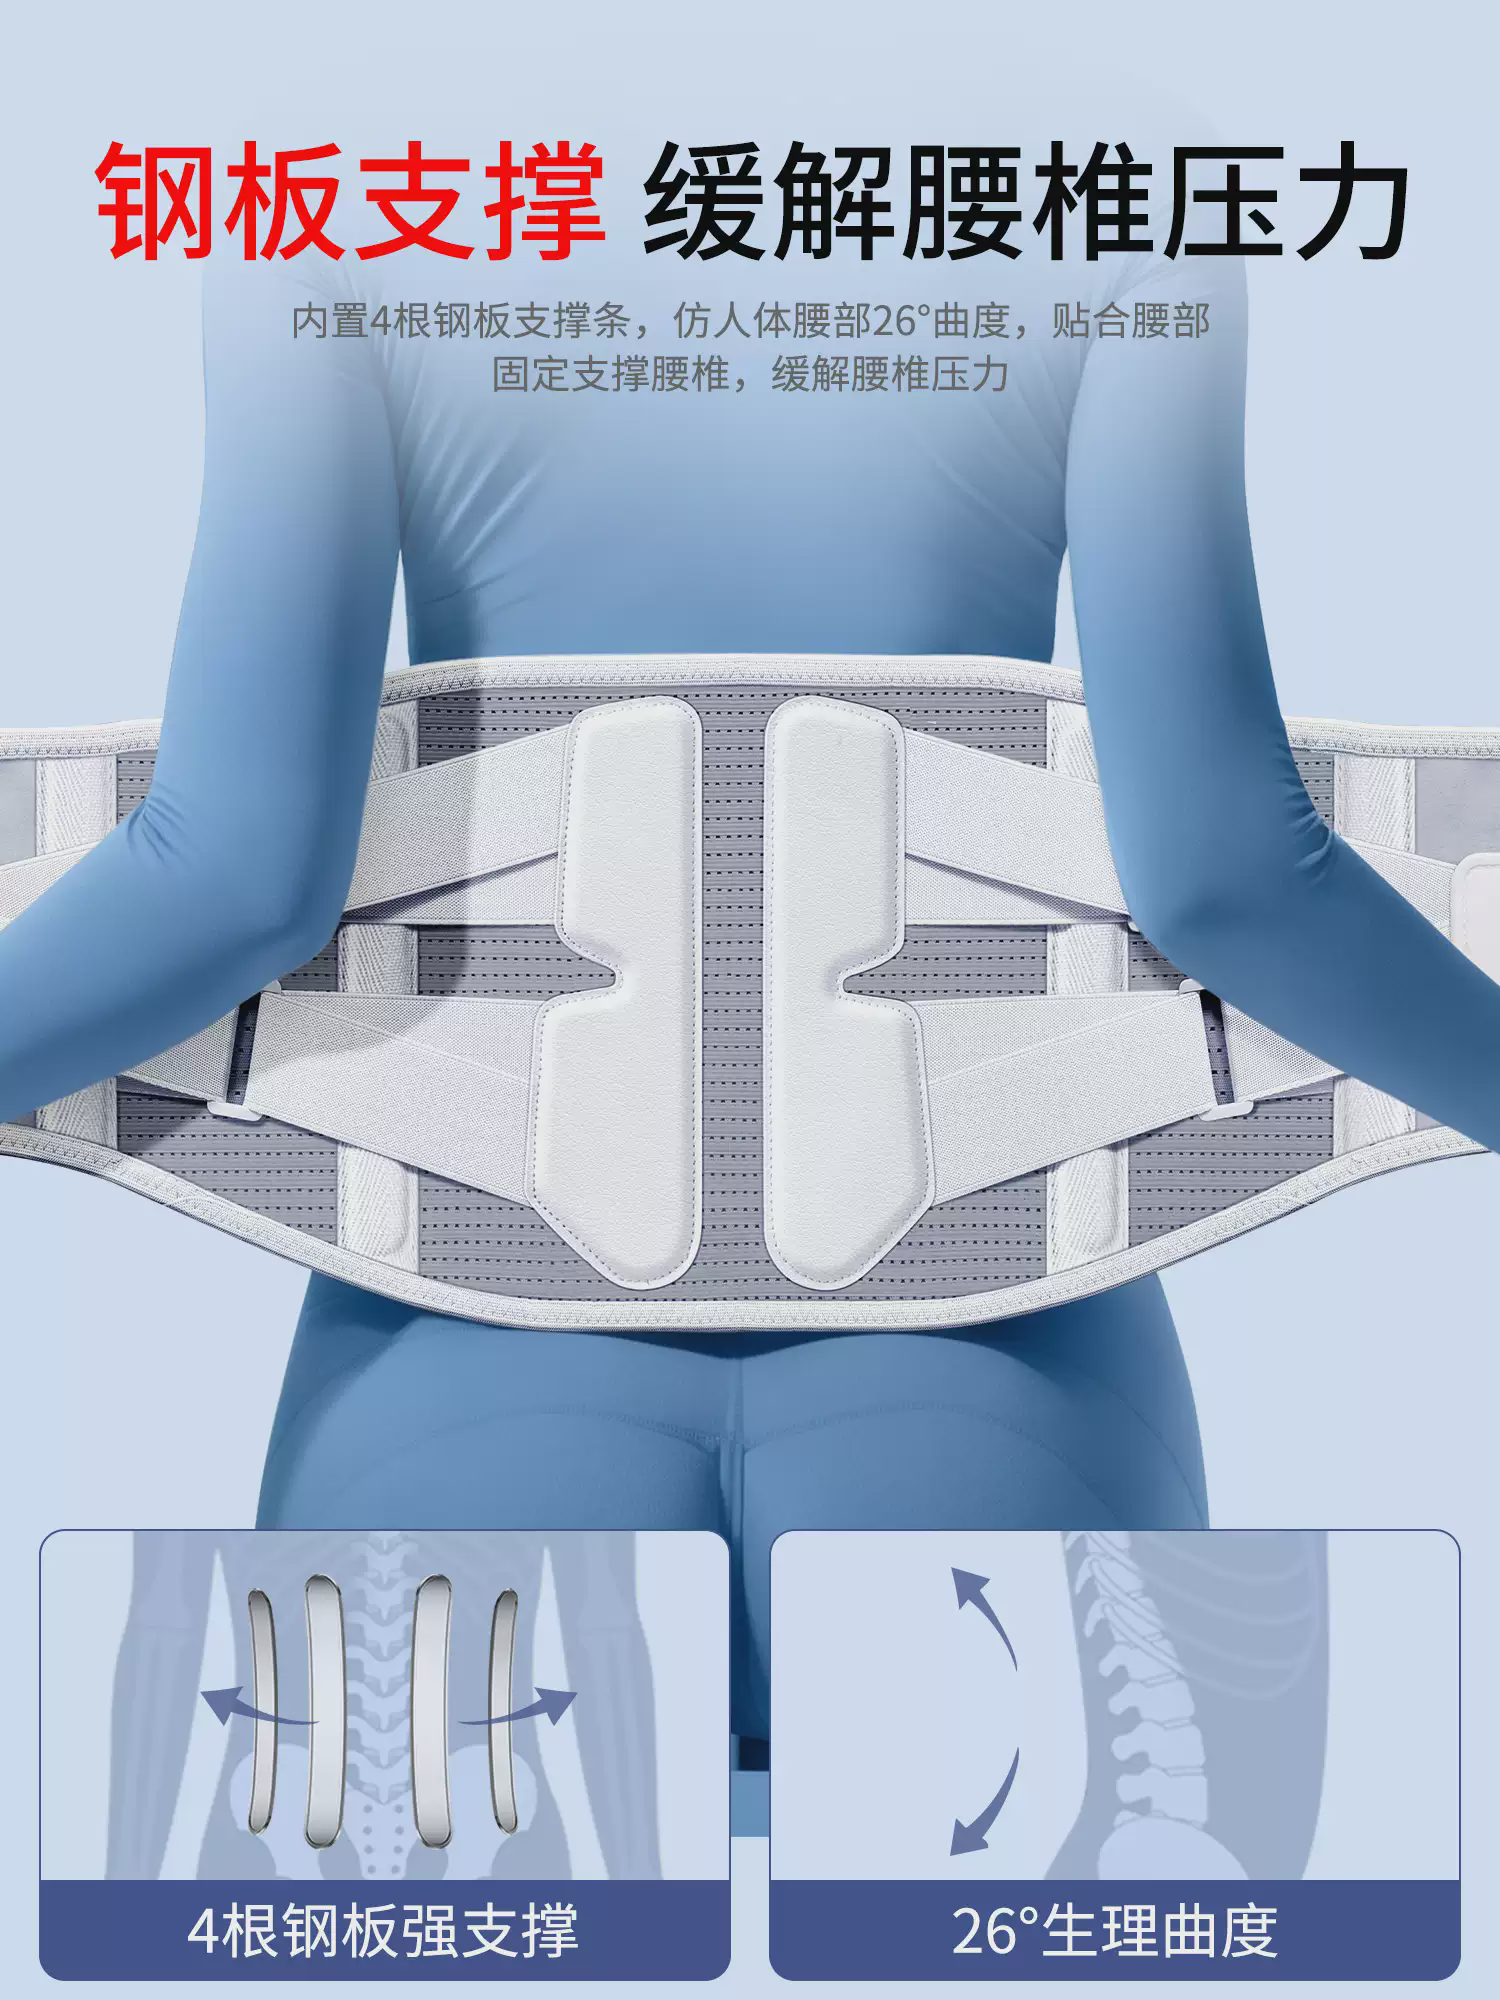 钢板支撑 缓解腰椎压力
内置4根钢板支撑条，仿人体腰部26°曲度，贴合腰部
固定支撑腰椎，缓解腰椎压力
4根钢板强支撑
26°生理曲度